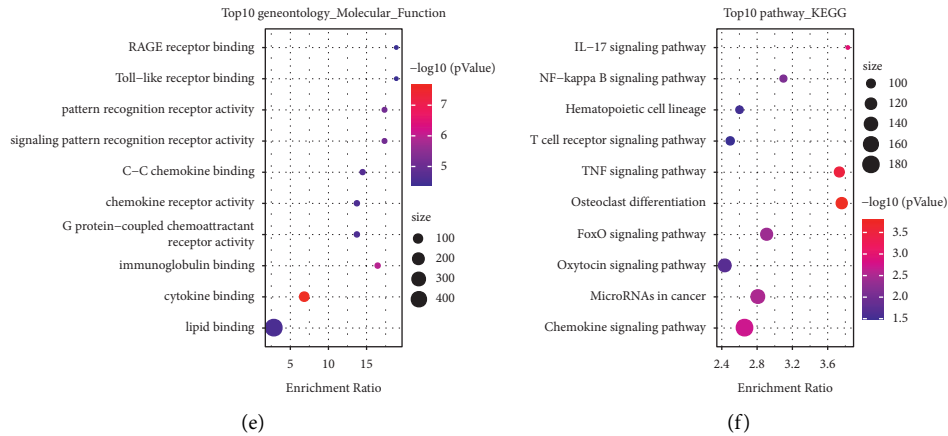 Top10 geneontology_Molecular_Function
RAGE receptor binding
Toll−like receptor binding
pattern recognition receptor activity
signaling pattern recognition receptor activity
C−C chemokine binding
chemokine receptor activity
G protein−coupled chemoattractant
receptor activity
immunoglobulin binding
cytokine binding
lipid binding
5
10
15
Enrichment Ratio
−log10 (pValue)
7
6
5
size
100
200
300
400
(e)
Top10 pathway_KEGG
IL−17 signaling pathway
NF−kappa B signaling pathway
Hematopoietic cell lineage
T cell receptor signaling pathway
TNF signaling pathway
Osteoclast differentiation
FoxO signaling pathway
Oxytocin signaling pathway
MicroRNAs in cancer
Chemokine signaling pathway
2.4
2.8
3.2
3.6
Enrichment Ratio
size
100
120
140
160
180
−log10 (pValue)
3.5
3.0
2.5
2.0
1.5
(f)